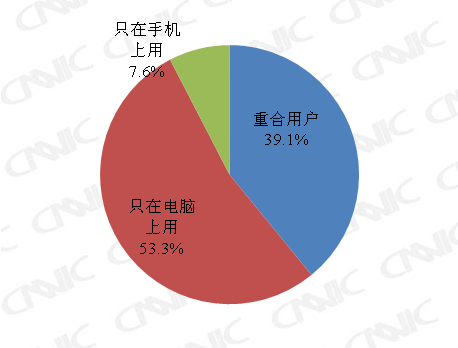 只在手机
上用
7.6%
重合用户
39.1%
只在电脑
上用
53.3%
CNNIC